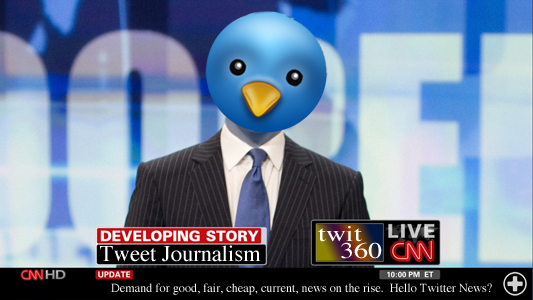 DEVELOPING STORY
Tweet Journalism
twit
360
LIVE
CNN
CNN HD
UPDATE
10:00 PM ET
Demand for good, fair, cheap, current, news on the rise. Hello Twitter News?